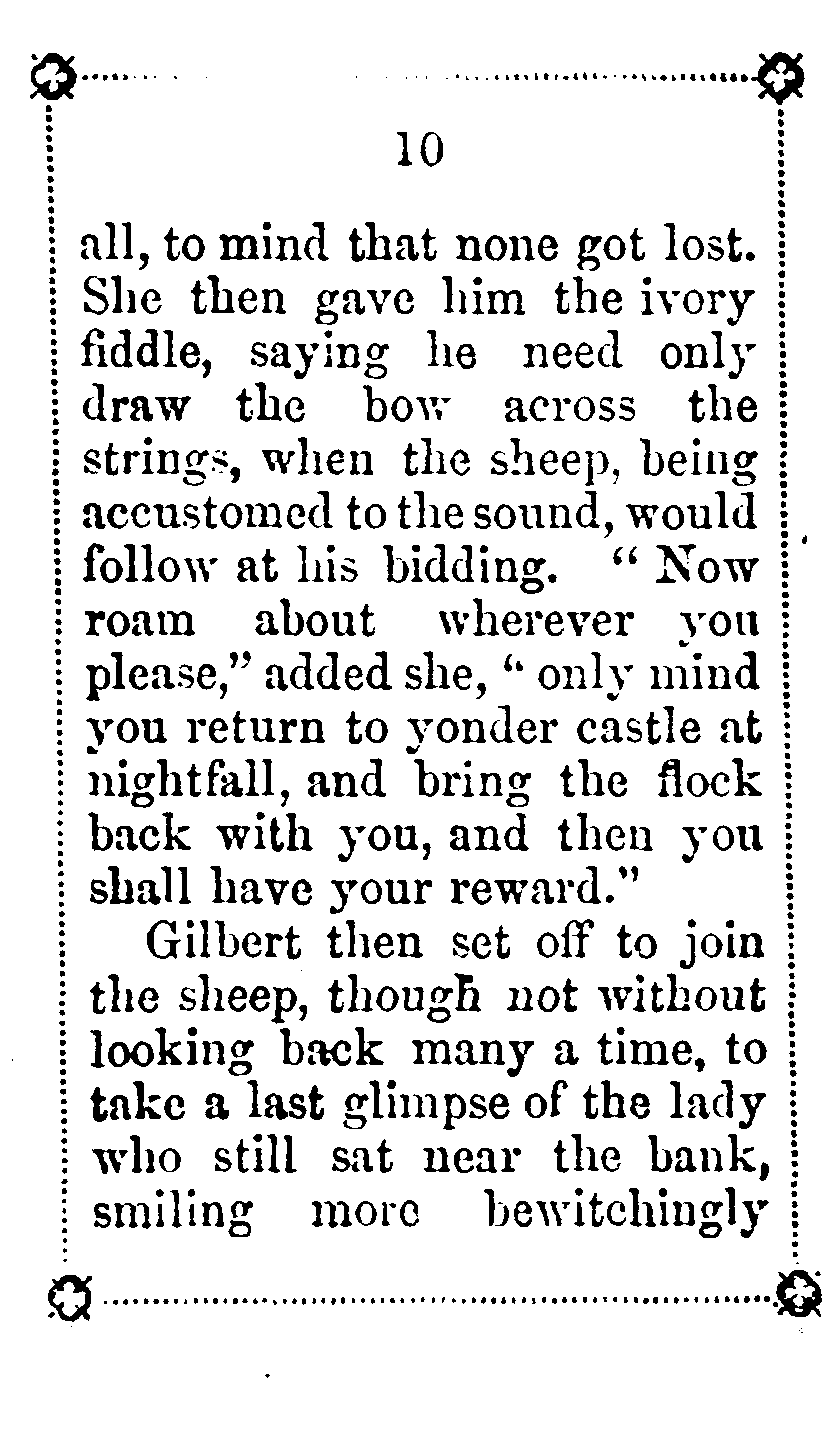 10
all, to mind that none got lost.
She then gave him the ivory
fiddle, saying he need only
draw the bow across the
strings, when the sheep, being
accustomed to the sound, would
follow at his bidding. “ Now
roam about wherever you
please,” added she, “ only mind
you return to yonder castle at
nightfall, and bring the flock
back with you, and then you
shall have your reward.”
Gilbert then set off to join
the sheep, though not without
looking back many a time, to
take a last glimpse of the lady
who still sat near the bank,
smiling more bewitchingly